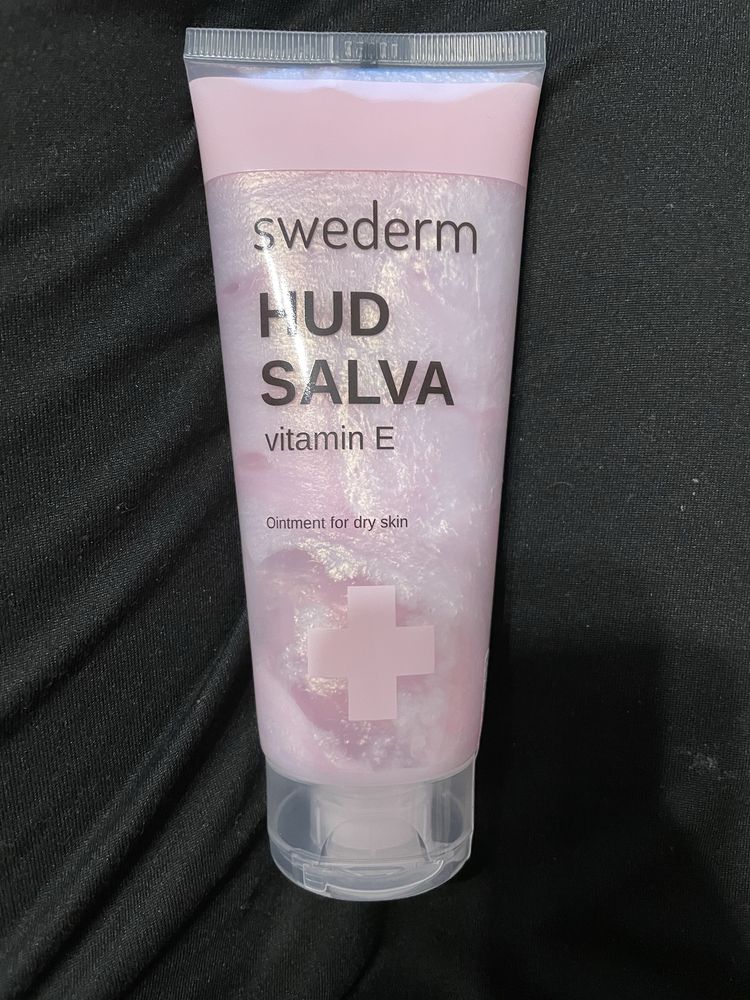 swederm
HUD
SALVA
vitamin E
Ointment for dry skin